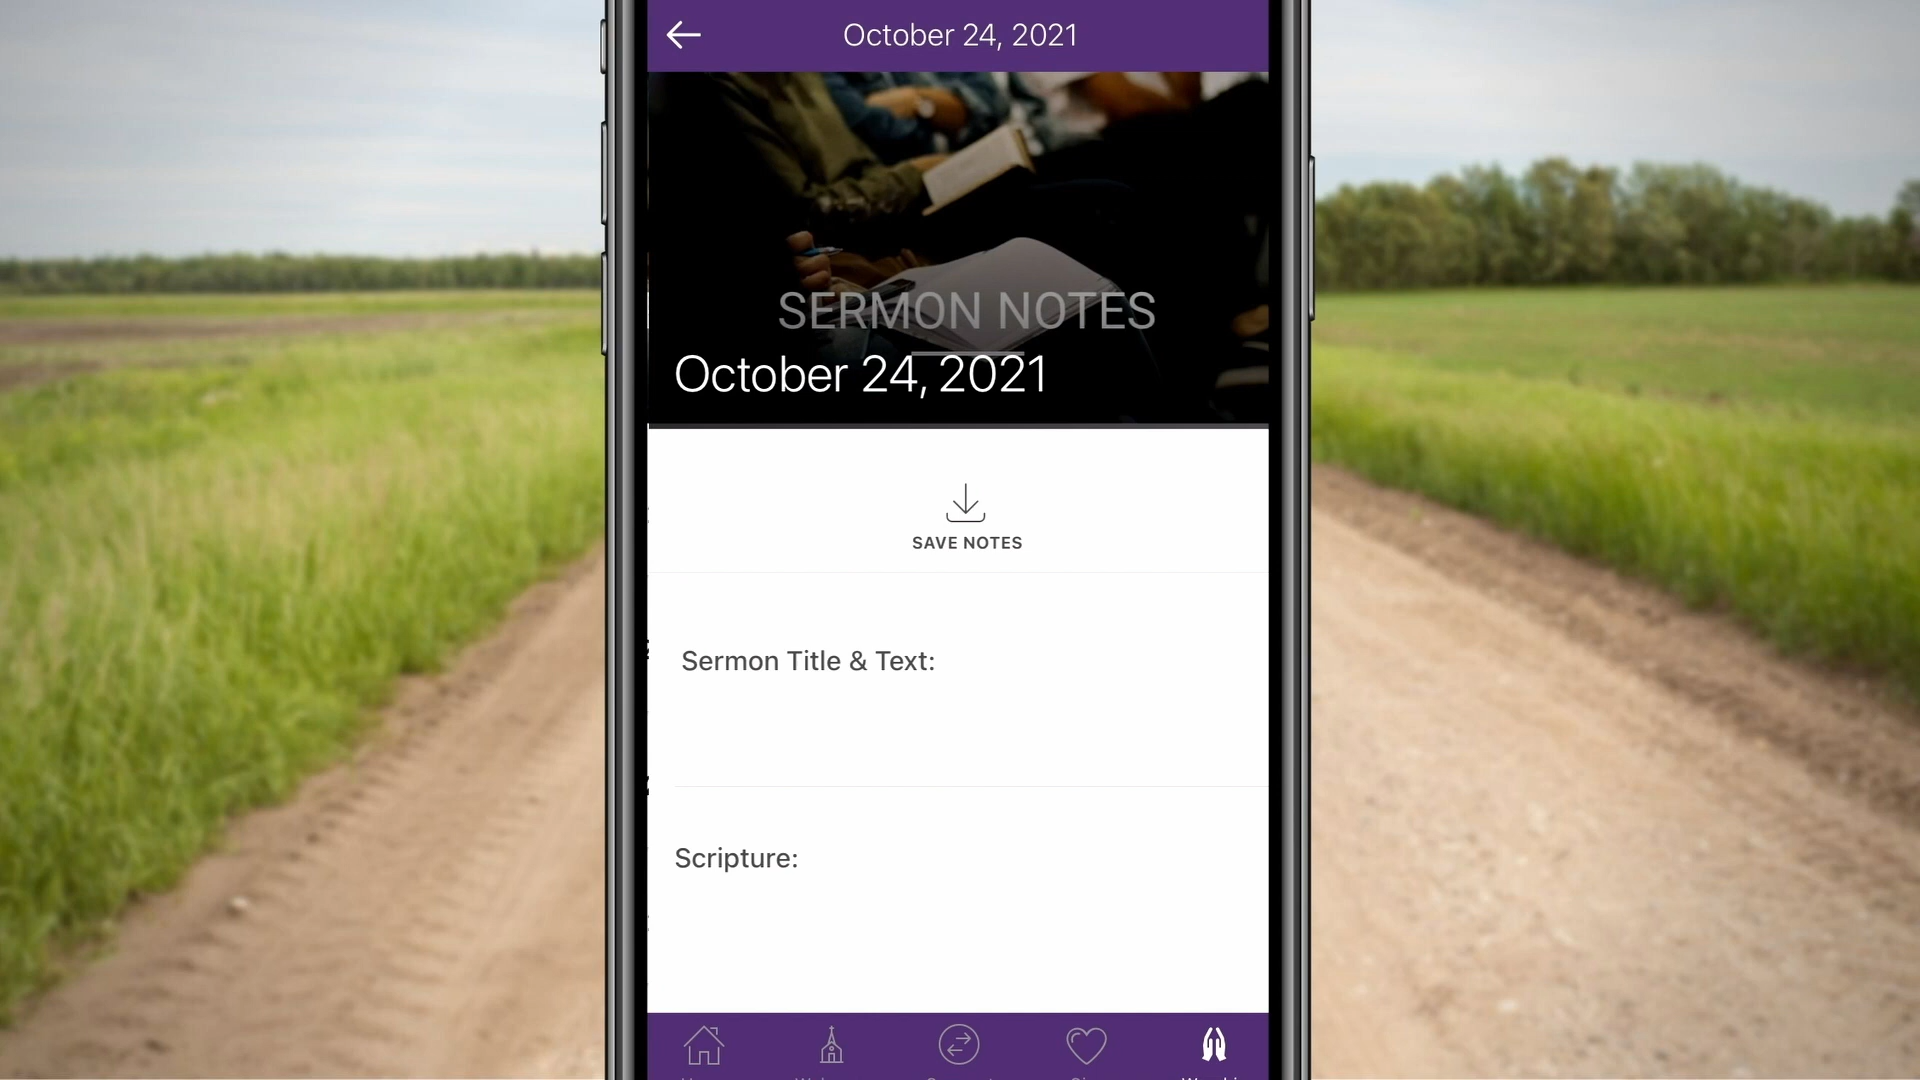 October 24, 2021
SERMON NOTES
October 24, 2021
SAVE NOTES
Sermon Title & Text:
Scripture: